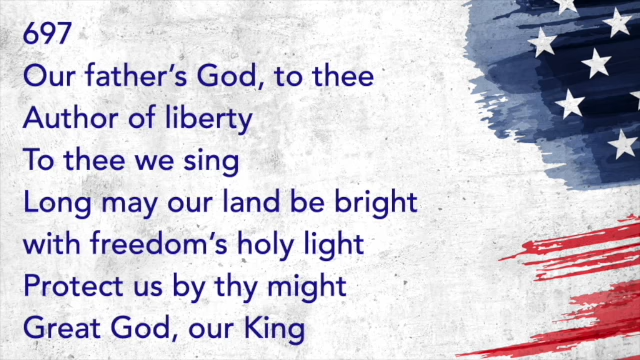 697
Our father’s God, to thee
Author of liberty
To thee we sing
Long may our land be bright
with freedom’s holy light
Protect us by thy might
Great God, our King